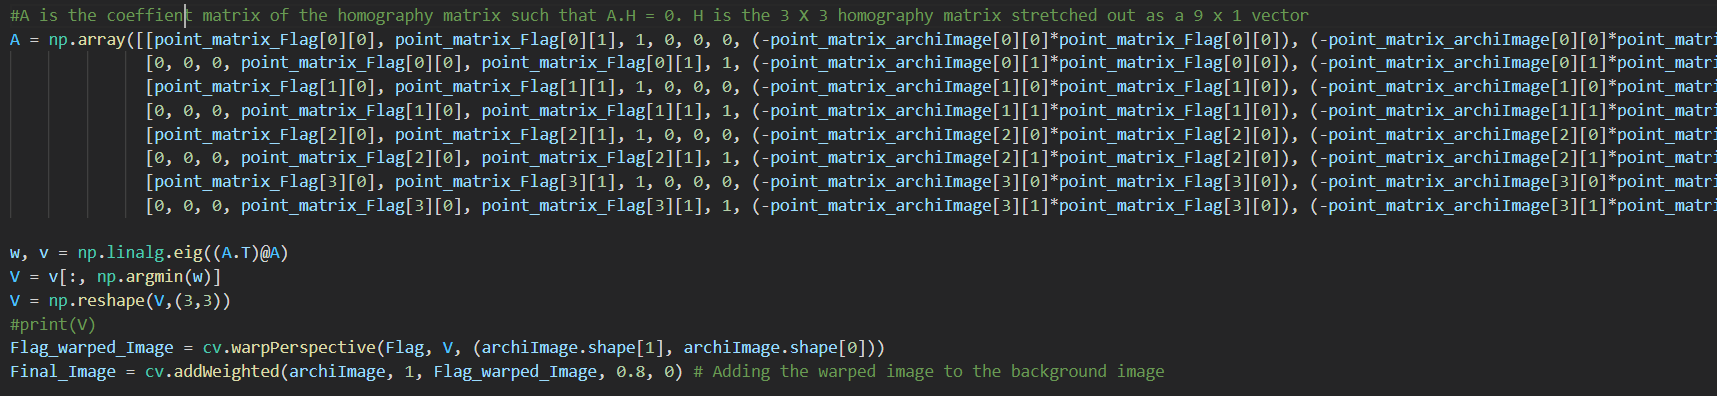 #A is the coeffient matrix of the homography matrix such that A.H = 0. H is the 3 X 3 homography matrix stretched out as a 9 x 1 vector
A = np.array([[point_matrix_Flag[0][0], point_matrix_Flag[0][1], 1, 0, 0, 0, (-point_matrix_archiImage[0][0]*point_matrix_Flag[0][0]), (-point_matrix_archiImage[0][0]*point_matri
[0, 0, 0, point_matrix_Flag[0][0], point_matrix_Flag[0][1], 1, (-point_matrix_archiImage[0][1]*point_matrix_Flag[0][0]), (-point_matrix_archiImage[0][1]*point_matri
[point_matrix_Flag[1][0], point_matrix_Flag[1][1], 1, 0, 0, 0, (-point_matrix_archiImage[1][0]*point_matrix_Flag[1][0]), (-point_matrix_archiImage[1][0]*point_matri
[0, 0, 0, point_matrix_Flag[1][0], point_matrix_Flag[1][1], 1, (-point_matrix_archiImage[1][1]*point_matrix_Flag[1][0]), (-point_matrix_archiImage[1][1]*point_matri
[point_matrix_Flag[2][0], point_matrix_Flag[2][1], 1, 0, 0, 0, (-point_matrix_archiImage[2][0]*point_matrix_Flag[2][0]), (-point_matrix_archiImage[2][0]*point_matri
[0, 0, 0, point_matrix_Flag[2][0], point_matrix_Flag[2][1], 1, (-point_matrix_archiImage[2][1]*point_matrix_Flag[2][0]), (-point_matrix_archiImage[2][1]*point_matri
[point_matrix_Flag[3][0], point_matrix_Flag[3][1], 1, 0, 0, 0, (-point_matrix_archiImage[3][0]*point_matrix_Flag[3][0]), (-point_matrix_archiImage[3][0]*point_matri
[0, 0, 0, point_matrix_Flag[3][0], point_matrix_Flag[3][1], 1, (-point_matrix_archiImage[3][1]*point_matrix_Flag[3][0]), (-point_matrix_archiImage[3][1]*point_matri
w, v = np.linalg.eig((A.T)@A)
V = v[:, np.argmin(w)]
V = np.reshape(V,(3,3))
#print(V)
Flag_warped_Image = cv.warpPerspective(Flag, V, (archiImage.shape[1], archiImage.shape[0]))
Final_Image = cv.addWeighted(archiImage, 1, Flag_warped_Image, 0.8, 0) # Adding the warped image to the background image